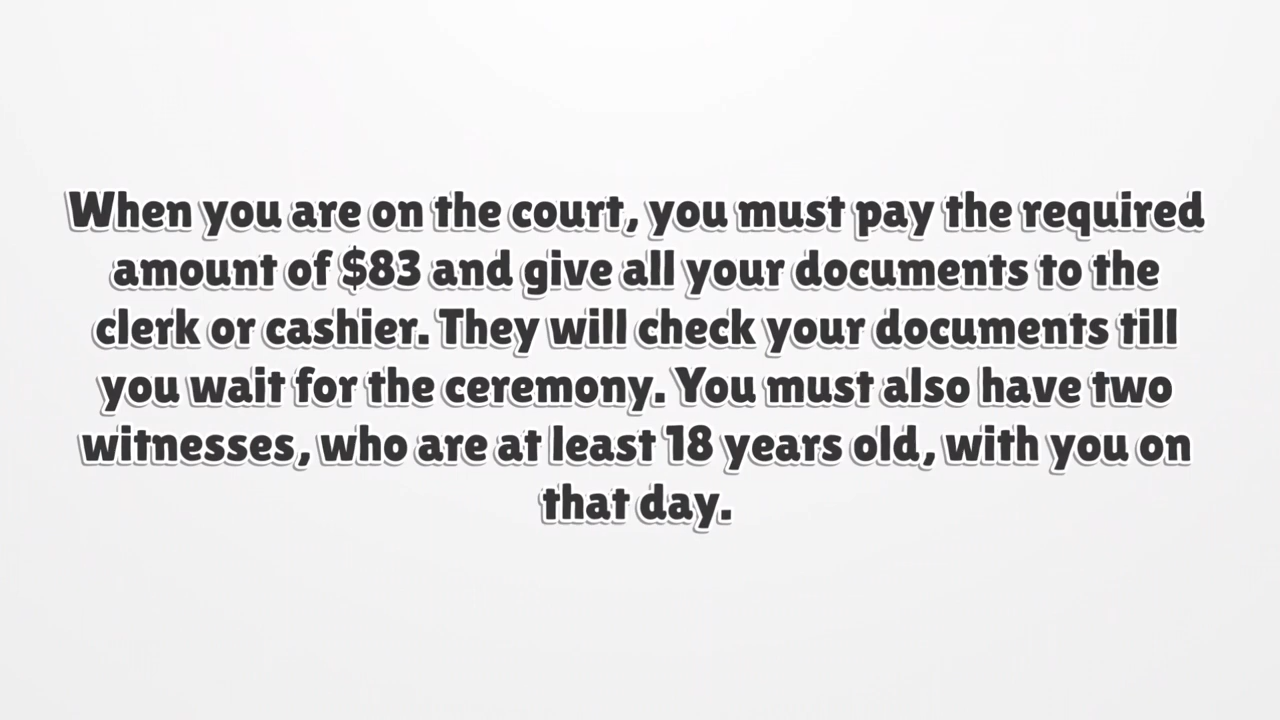 When you are on the court, you must pay the required
amount of $83 and give all your documents to the
clerk or cashier. They will check your documents till
you wait for the ceremony. You must also have two
witnesses, who are at least 18 years old, with you on
that day.